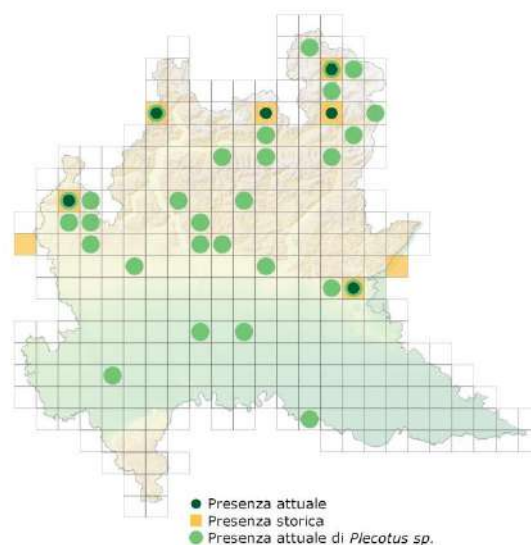 Presenza attuale
Presenza storica
Presenza attuale di Plecotus sp.